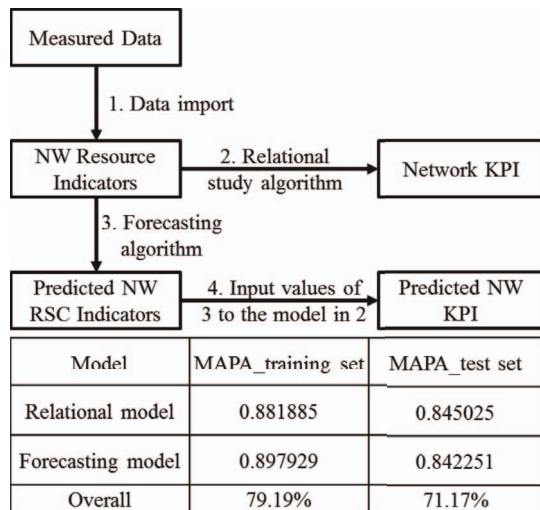 Measured Data
1. Data import
NW Resource
Indicators
2. Relational
study algorithm
Network KPI
3. Forecasting
algorithm
Predicted NW
RSC Indicators
4. Input values of
3 to the model in 2
Predicted NW
KPI
Model MAPA_training set MAPA_test set
Relational model 0.881885 0.845025
Forecasting model 0.897929 0.842251
Overall 79.19% 71.17%